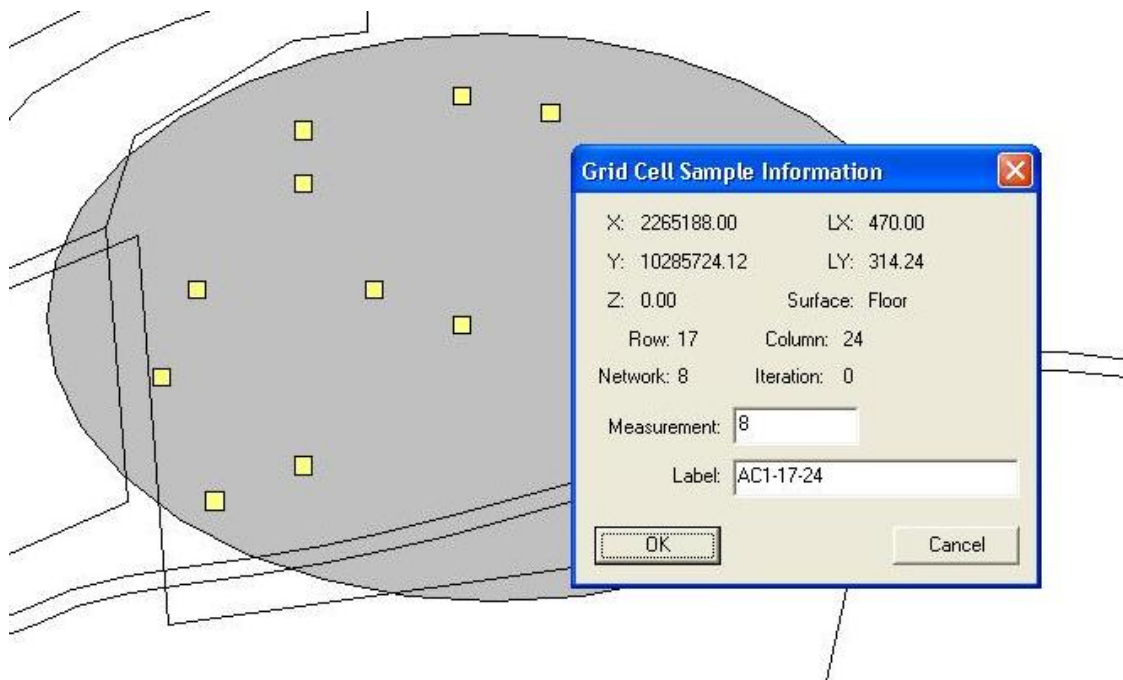 Grid Cell Sample Information
X: 2265188.00 LX: 470.00
Y: 10285724.12 LY: 314.24
Z: 0.00 Surface: Floor
Row: 17 Column: 24
Network: 8 Iteration: 0
Measurement: 8
Label: AC1-17-24
OK Cancel